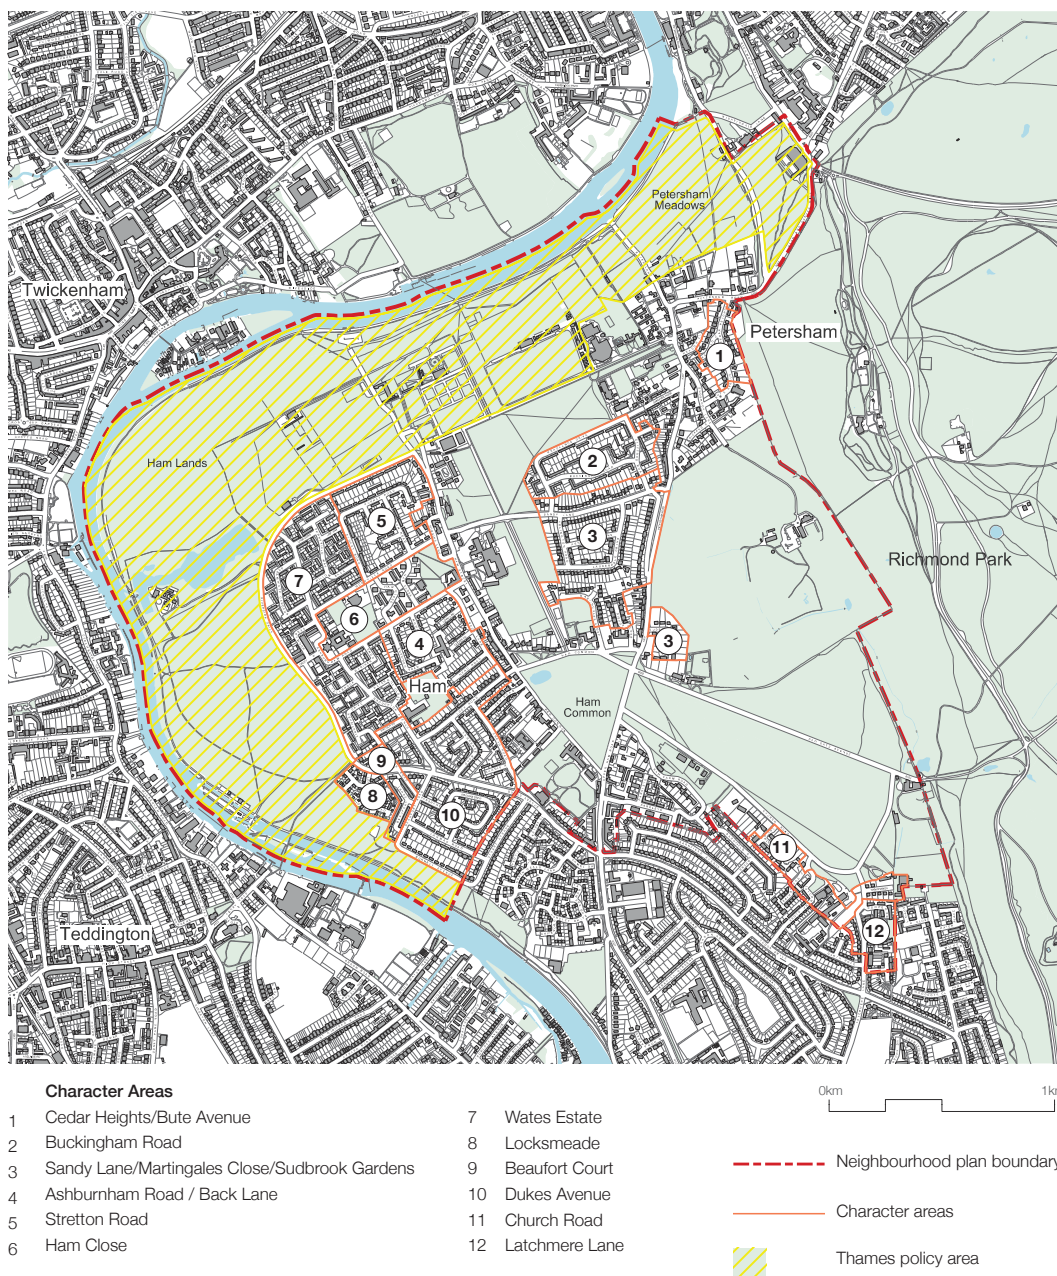 Petersham
Meadows
Twickenham
Petersham
1
2
Ham Lands
5
3
Richmond Park
7
6
4
3
Ham
Ham
Common
9
8
10
11
12
Teddington
Character Areas
1 Cedar Heights/Bute Avenue
2 Buckingham Road
3 Sandy Lane/Martingales Close/Sudbrook Gardens
4 Ashburnham Road / Back Lane
5 Stretton Road
6 Ham Close
7 Wates Estate
8 Locksmeade
9 Beaufort Court
10 Dukes Avenue
11 Church Road
12 Latchmere Lane
0km 1k
Neighbourhood plan boundary
Character areas
Thames policy area